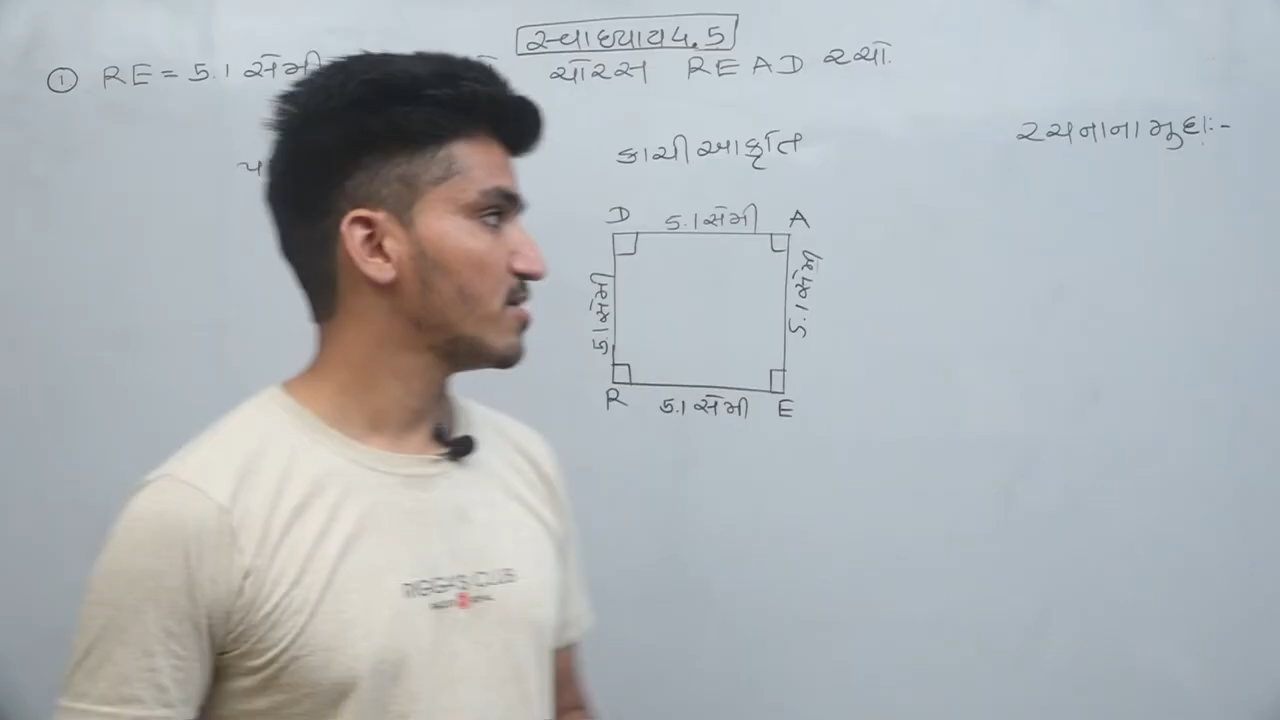 સ્વાધ્યાય 4.5
① RE = 5.1 સેમી ચોરસ READ રચો.
રચનાના મુદ્દા:-
કાચી આકૃતિ
D 5.1 સેમી A
5.1 સેમી 5.1 સેમી
R 5.1 સેમી E